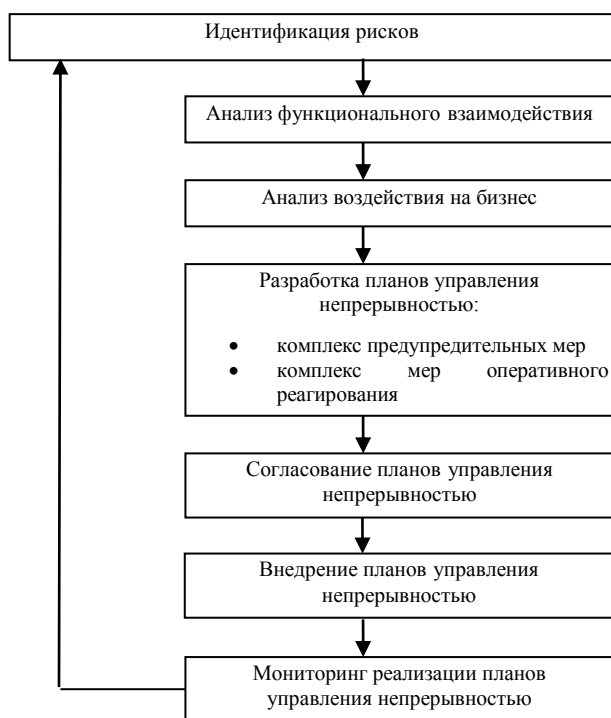 Идентификация рисков
Анализ функционального взаимодействия
Анализ воздействия на бизнес
Разработка планов управления
непрерывностью:
• комплекс предупредительных мер
• комплекс мер оперативного
реагирования
Согласование планов управления
непрерывностью
Внедрение планов управления
непрерывностью
Мониторинг реализации планов
управления непрерывностью